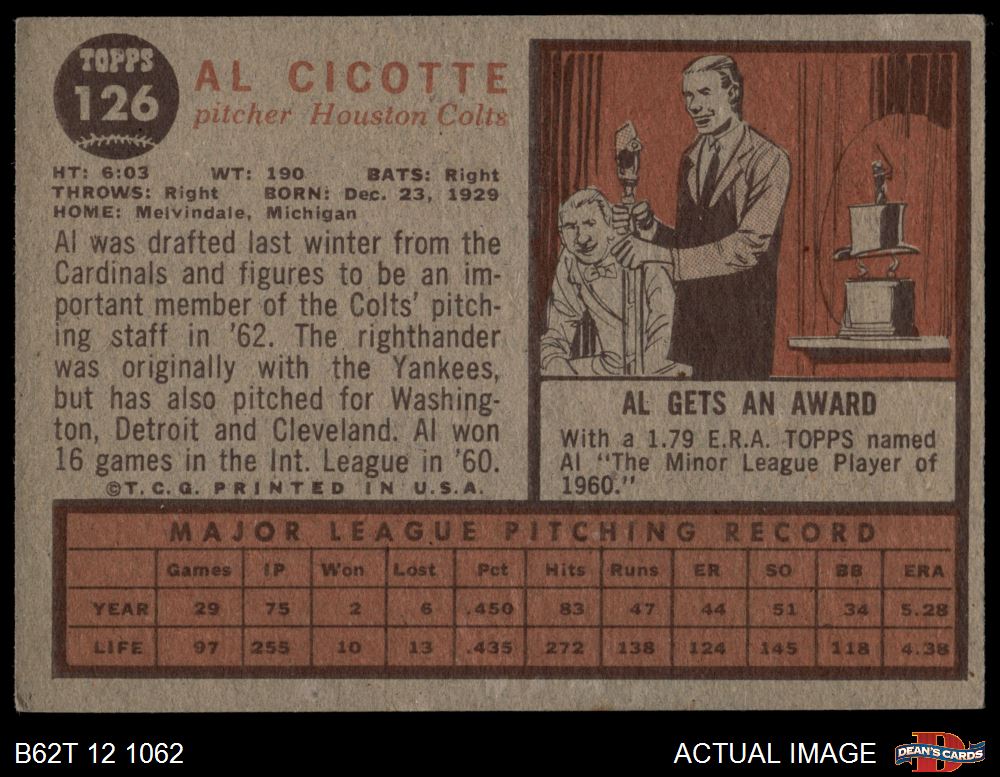 TOPPS
126
AL CICOTTE
pitcher Houston Colts
HT: 6:03 WT: 190 BATS: Right
THROWS: Right BORN: Dec. 23, 1929
HOME: Melvindale, Michigan
Al was drafted last winter from the
Cardinals and figures to be an im-
portant member of the Colts' pitch-
ing staff in '62. The righthander
was originally with the Yankees,
but has also pitched for Washing-
ton, Detroit and Cleveland. Al won
16 games in the Int. League in '60.
©T.C.G. PRINTED IN U.S.A.
AL GETS AN AWARD
With a 1.79 E.R.A. TOPPS named
Al "The Minor League Player of
1960."
MAJOR LEAGUE PITCHING RECORD
Games IP Won Lost Pct Hits Runs ER SO BB ERA
YEAR 29 75 2 6 .450 83 47 44 51 34 5.28
LIFE 97 255 10 13 .435 272 138 124 145 118 4.38
B62T 12 1062
ACTUAL IMAGE
D
DEAN'S CARDS